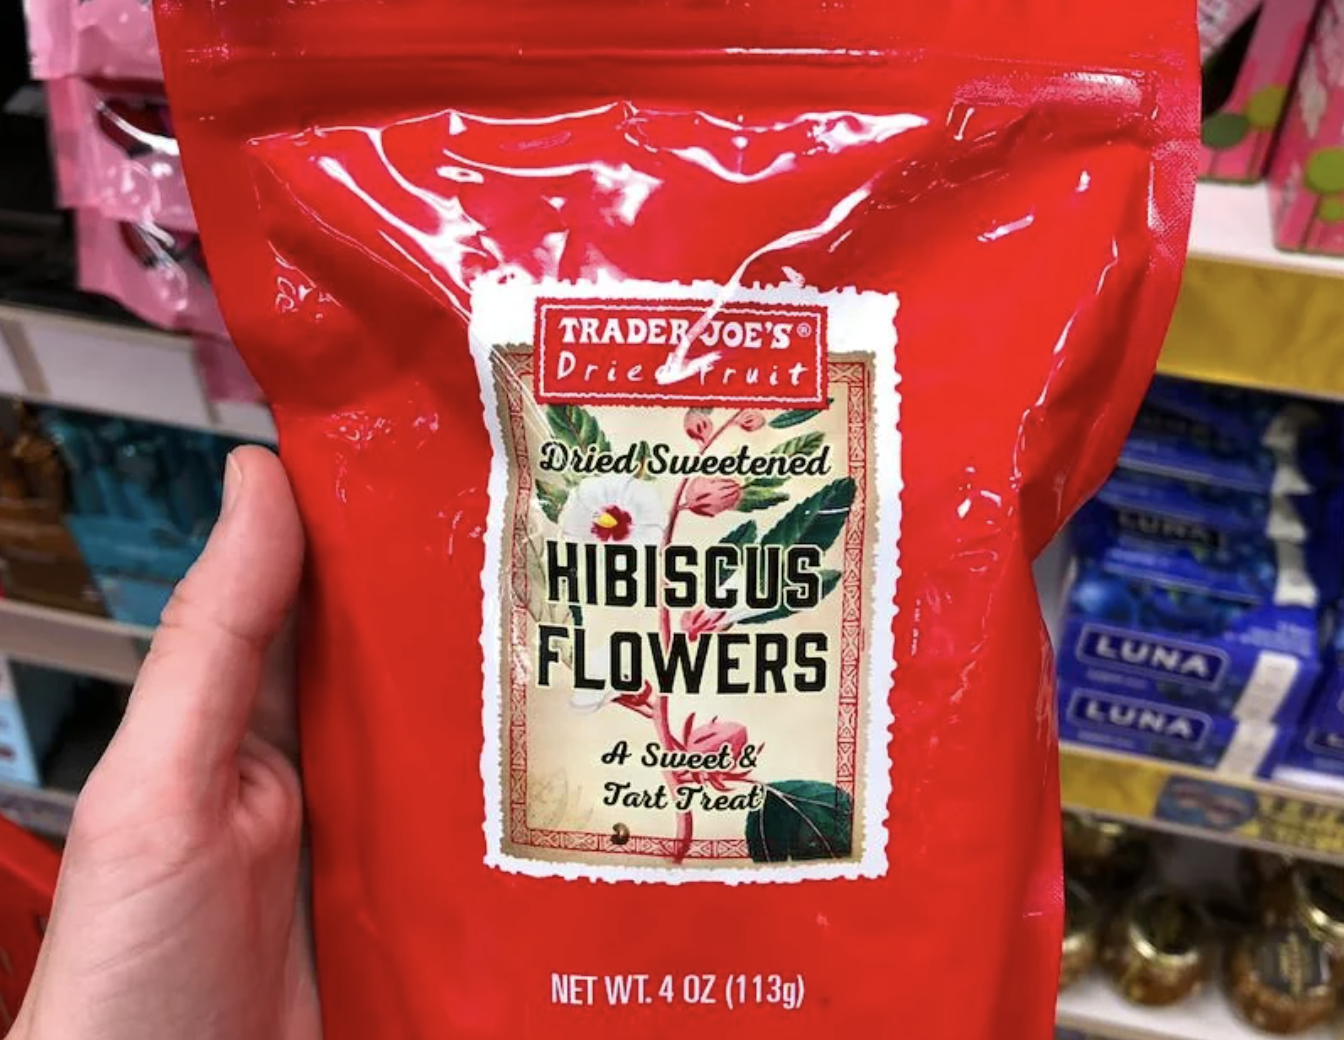 TRADER JOE'S®
Dried Fruit
Dried Sweetened
HIBISCUS
FLOWERS
A Sweet &
Tart Treat
NET WT. 4 OZ (113g)
LUNA
LUNA
LUNA